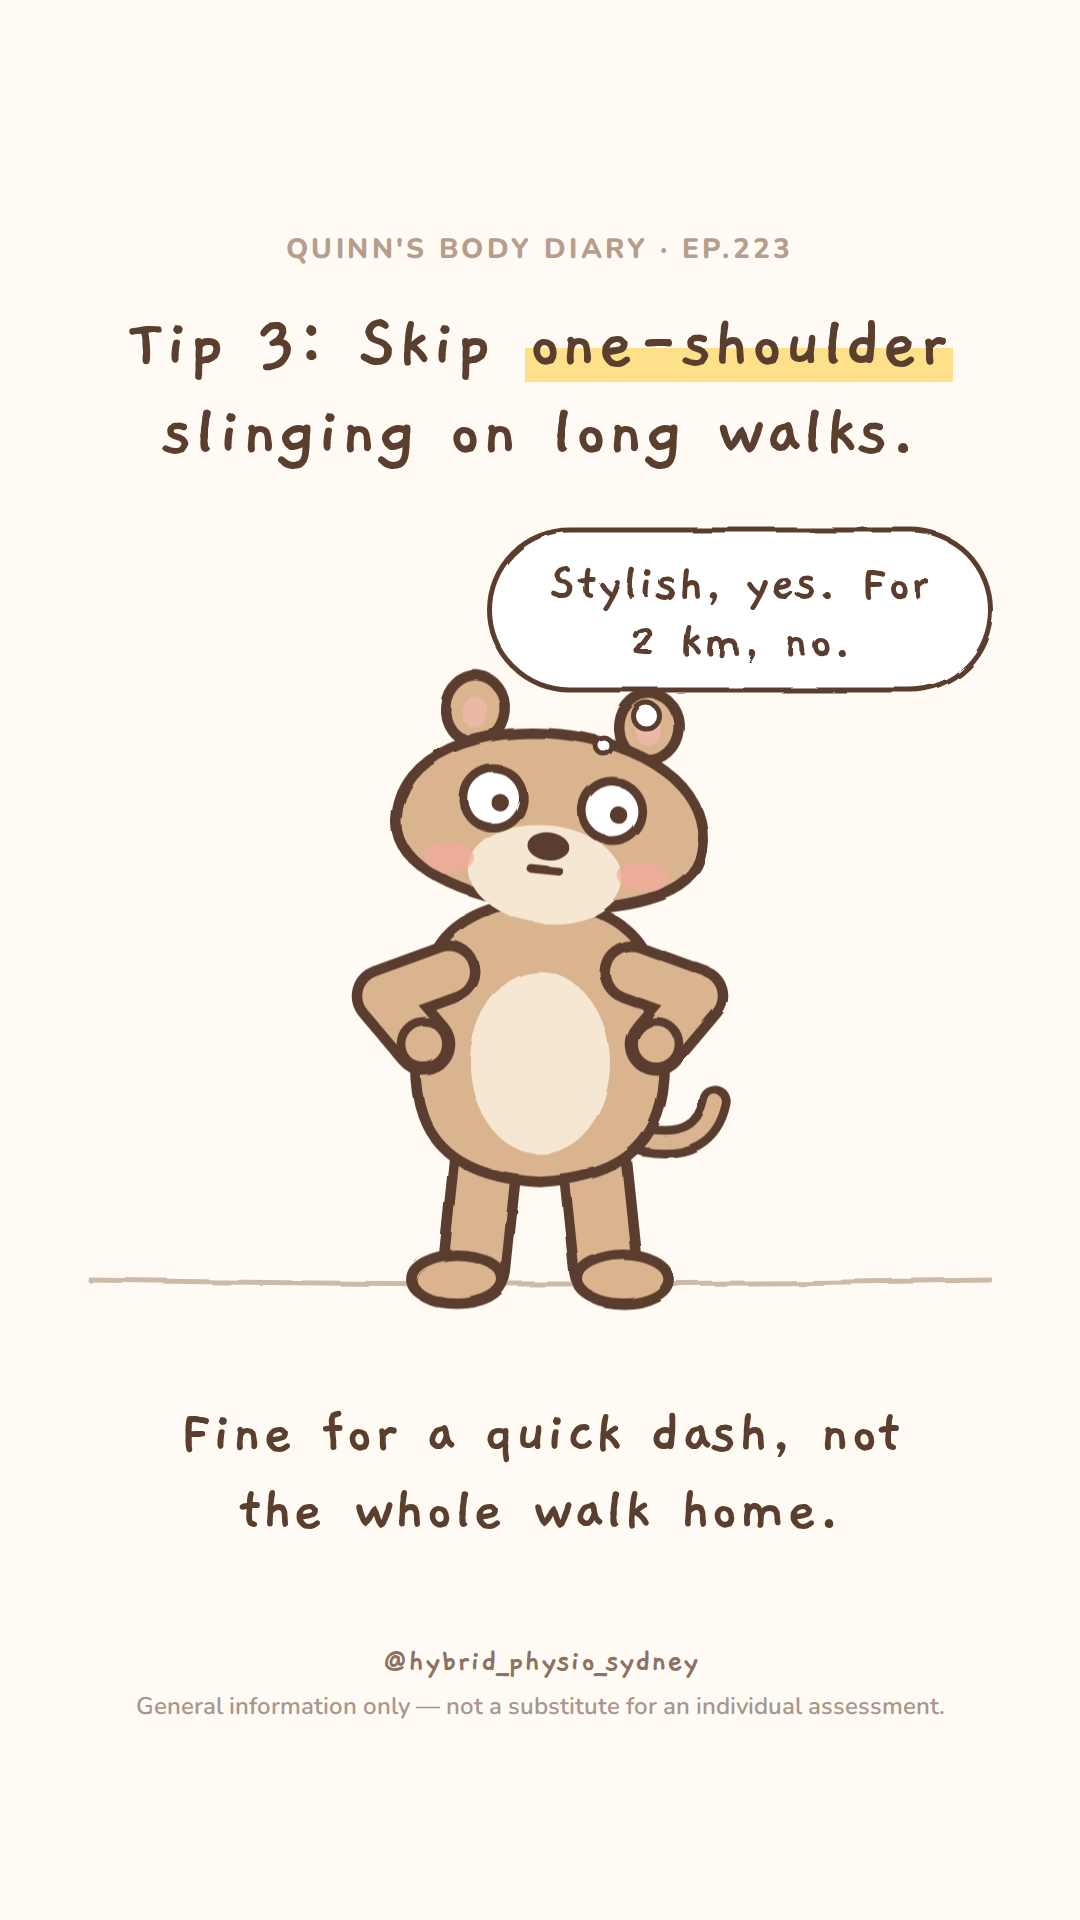 QUINN'S BODY DIARY · EP.223
Tip 3: Skip one-shoulder
slinging on long walks.
Stylish, yes. For
2 km, no.
Fine for a quick dash, not
the whole walk home.
@hybrid_physio_sydney
General information only — not a substitute for an individual assessment.